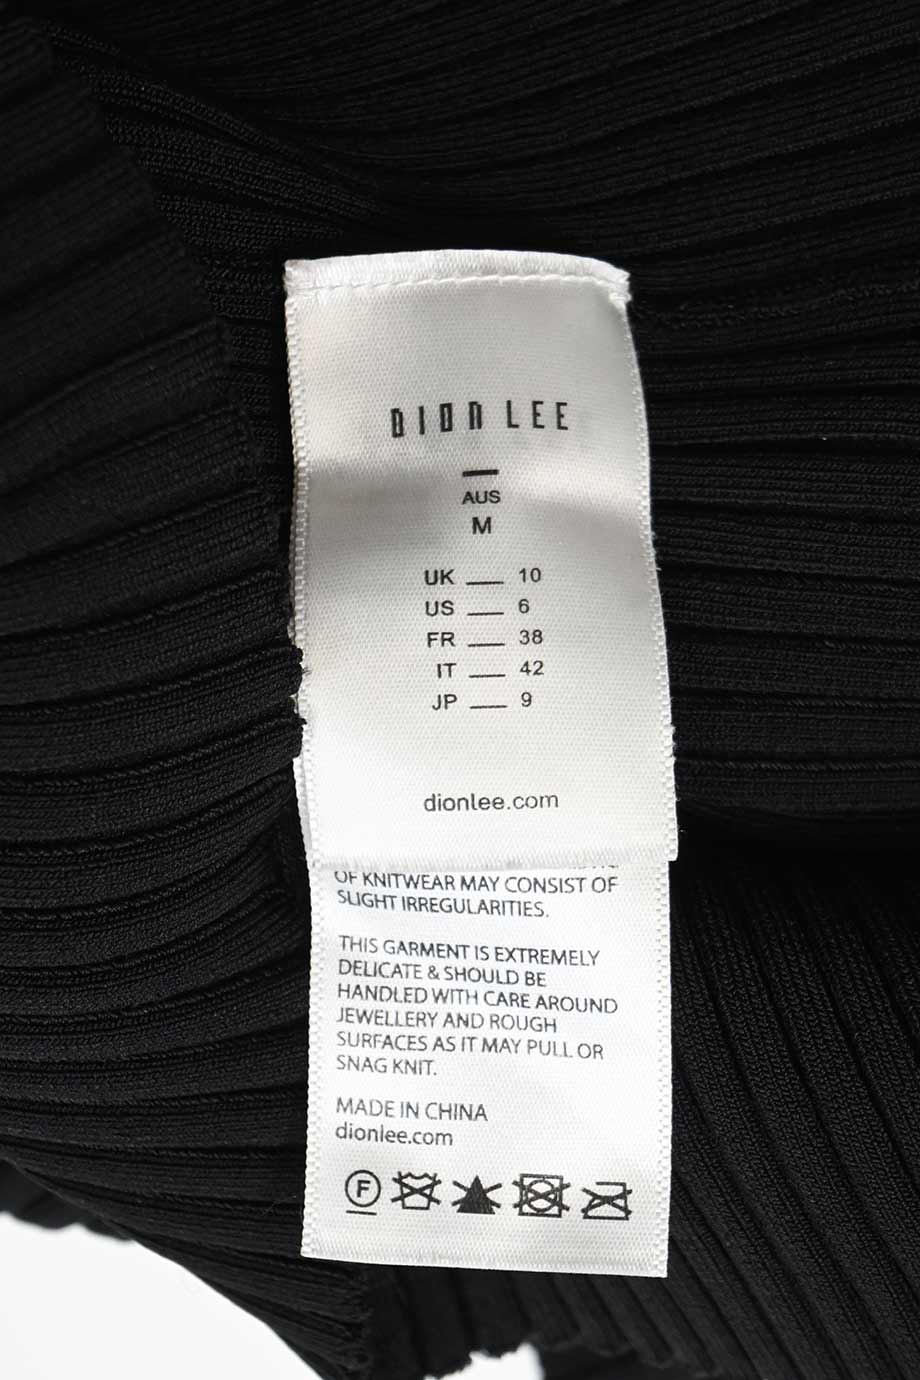 DION LEE
AUS
M
UK — 10
US — 6
FR — 38
IT — 42
JP — 9
dionlee.com
OF KNITWEAR MAY CONSIST OF
SLIGHT IRREGULARITIES.
THIS GARMENT IS EXTREMELY
DELICATE & SHOULD BE
HANDLED WITH CARE AROUND
JEWELLERY AND ROUGH
SURFACES AS IT MAY PULL OR
SNAG KNIT.
MADE IN CHINA
dionlee.com
F